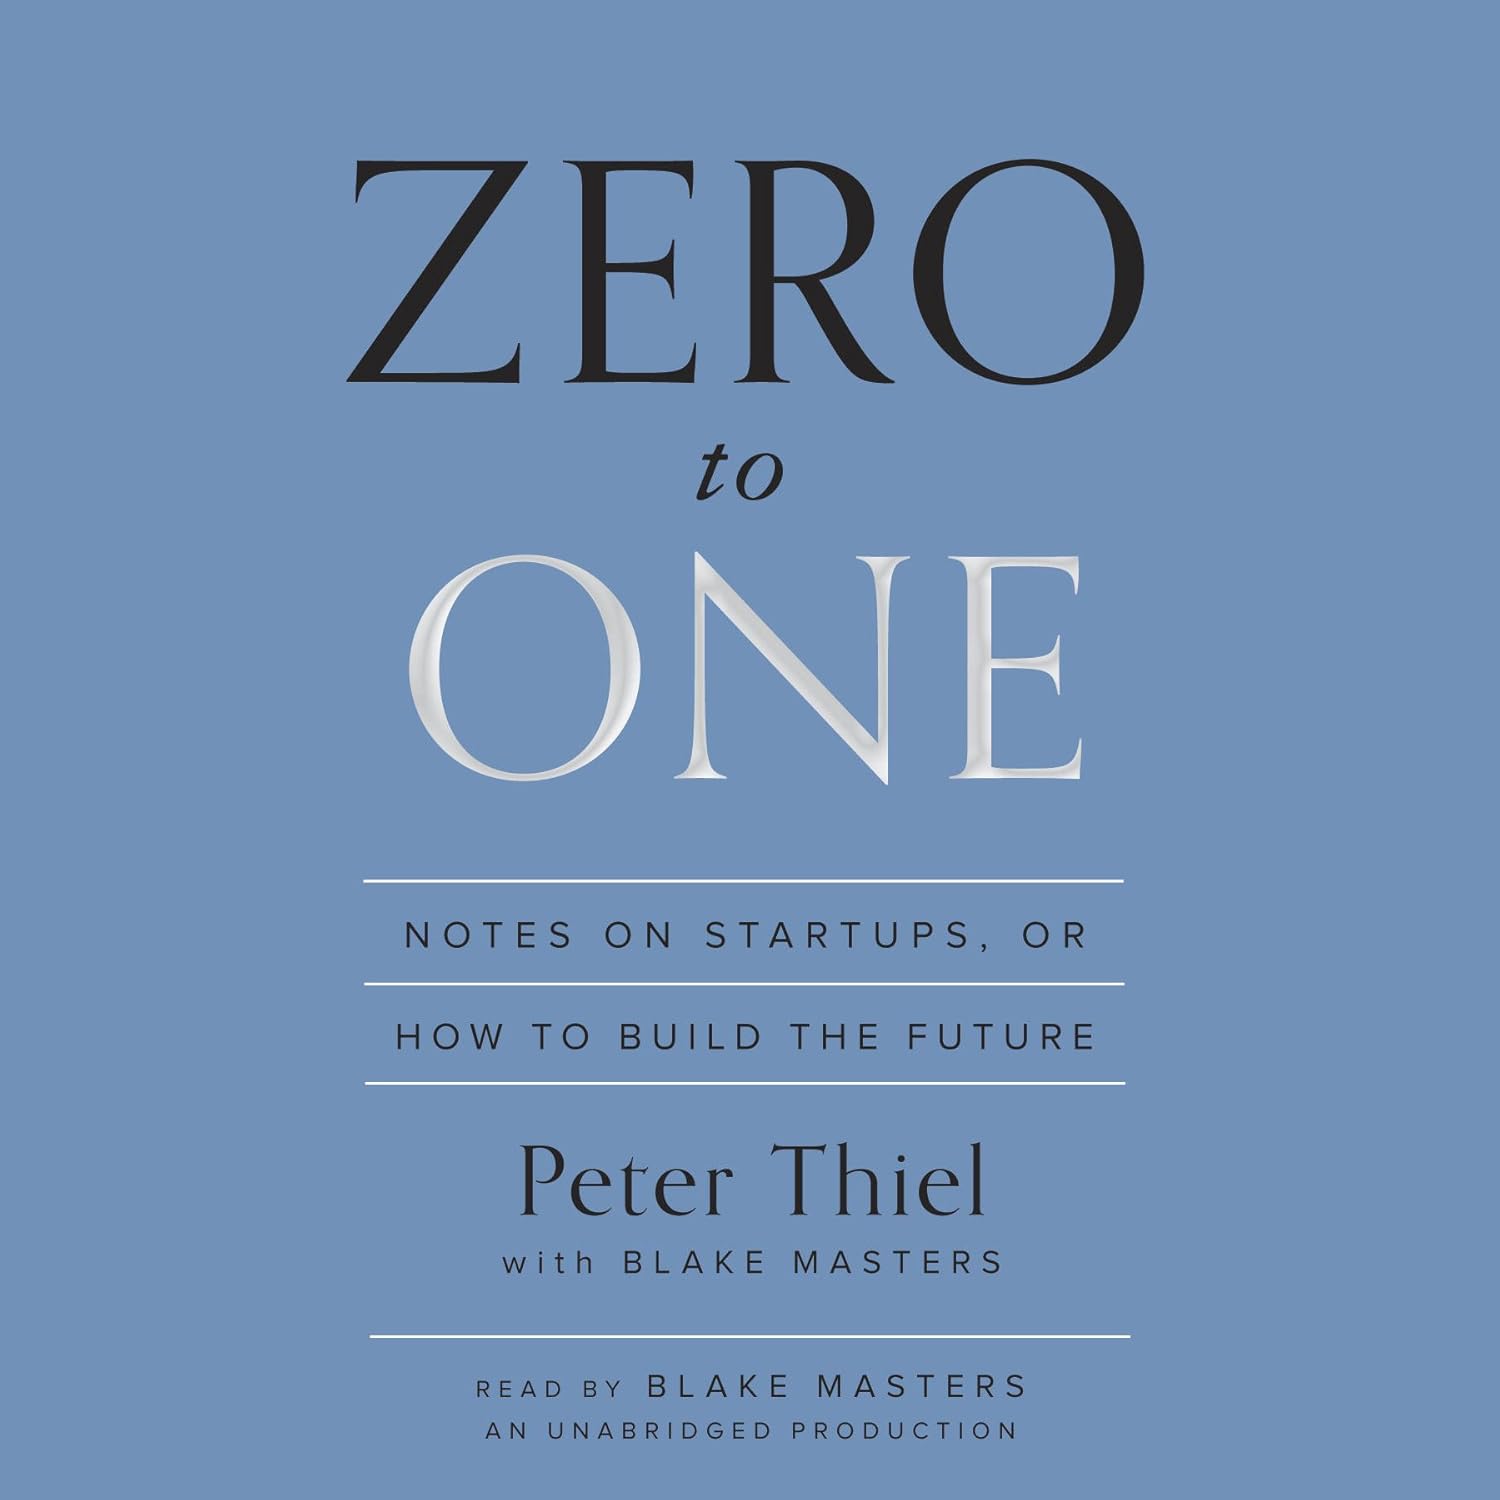 ZERO
to
ONE
NOTES ON STARTUPS, OR
HOW TO BUILD THE FUTURE
Peter Thiel
with BLAKE MASTERS
READ BY BLAKE MASTERS
AN UNABRIDGED PRODUCTION